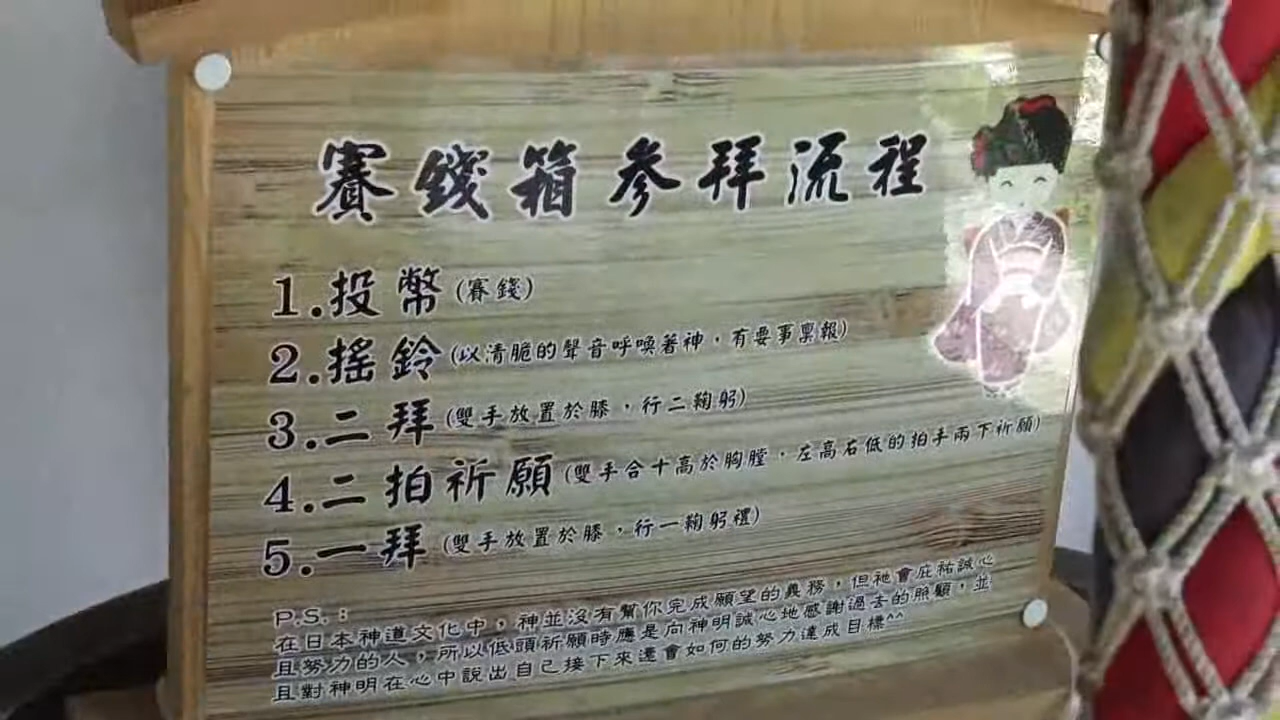 賽錢箱参拜流程
1.投幣(賽錢)
2.搖鈴(以清脆的聲音呼喚著神，有要事稟報)
3.二拜(雙手放置於膝，行二鞠躬)
4.二拍祈願(雙手合十高於胸膛，左高右低的拍手兩下祈願)
5.一拜(雙手放置於膝，行一鞠躬禮)
P.S.：
在日本神道文化中，神並沒有幫你完成願望的義務，但祂會庇祐誠心
且努力的人，所以低頭祈願時應是向神明誠心地感謝過去的照顧，並
且對神明在心中說出自己接下來還會如何的努力達成目標^^